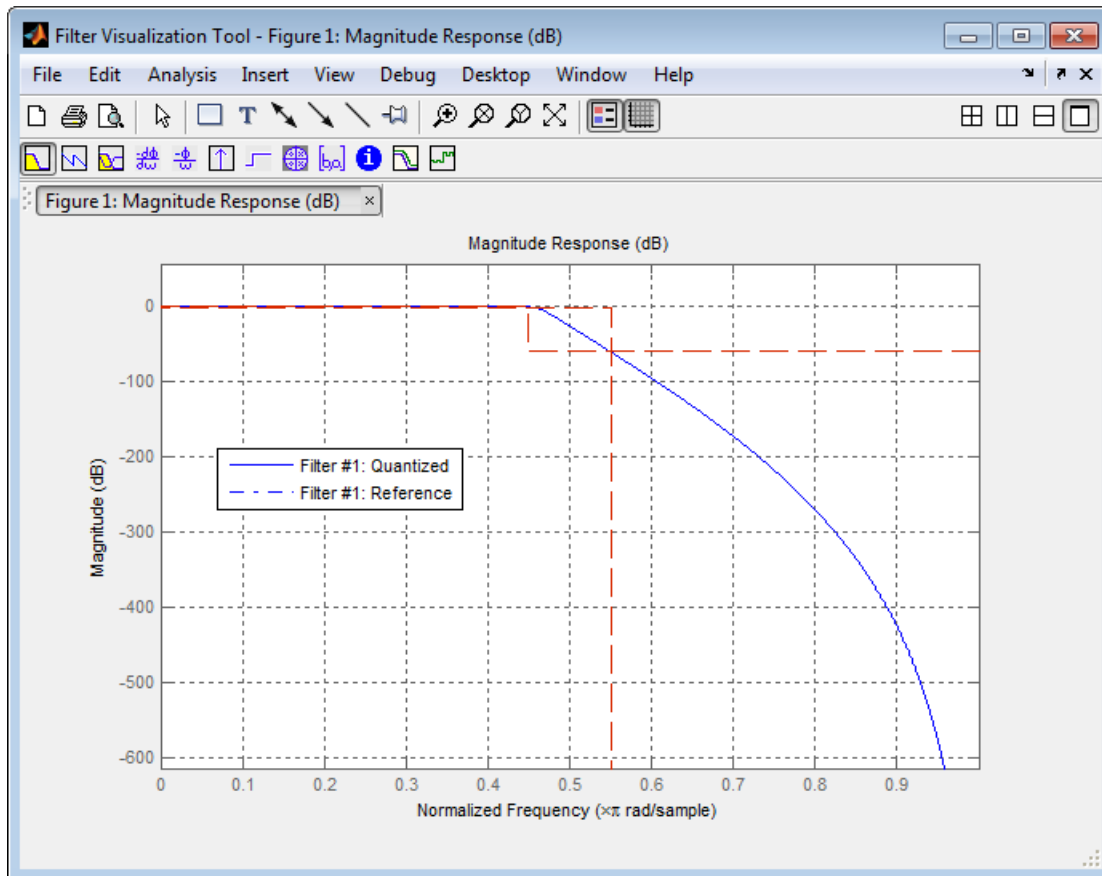 Filter Visualization Tool - Figure 1: Magnitude Response (dB)
File Edit Analysis Insert View Debug Desktop Window Help
T
[b,a] i
Figure 1: Magnitude Response (dB) ×
Magnitude Response (dB)
0
-100
-200
-300
-400
-500
-600
Magnitude (dB)
Filter #1: Quantized
Filter #1: Reference
0 0.1 0.2 0.3 0.4 0.5 0.6 0.7 0.8 0.9
Normalized Frequency (×π rad/sample)